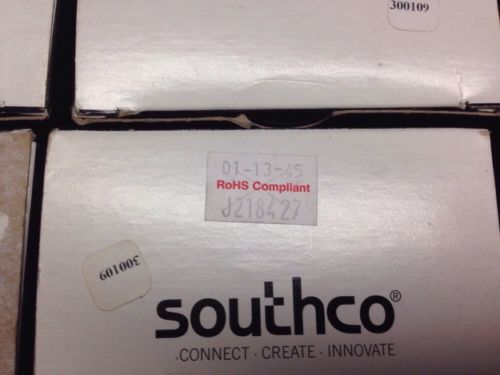 300109
01-13-45
RoHS Compliant
J218427
300109
southco®
CONNECT · CREATE · INNOVATE